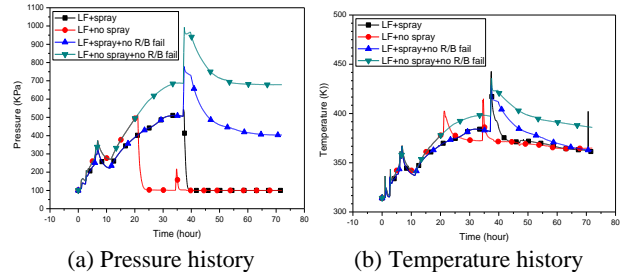 LF+spray
LF+no spray
LF+spray+no R/B fail
LF+no spray+no R/B fail
Pressure (KPa)
1000
900
800
700
600
500
400
300
200
100
0
-10 0 10 20 30 40 50 60 70 80
Time (hour)
(a) Pressure history
LF+spray
LF+no spray
LF+spray+no R/B fail
LF+no spray+no R/B fail
Temperature (K))
450
400
350
300
-10 0 10 20 30 40 50 60 70 80
Time (hour)
(b) Temperature history